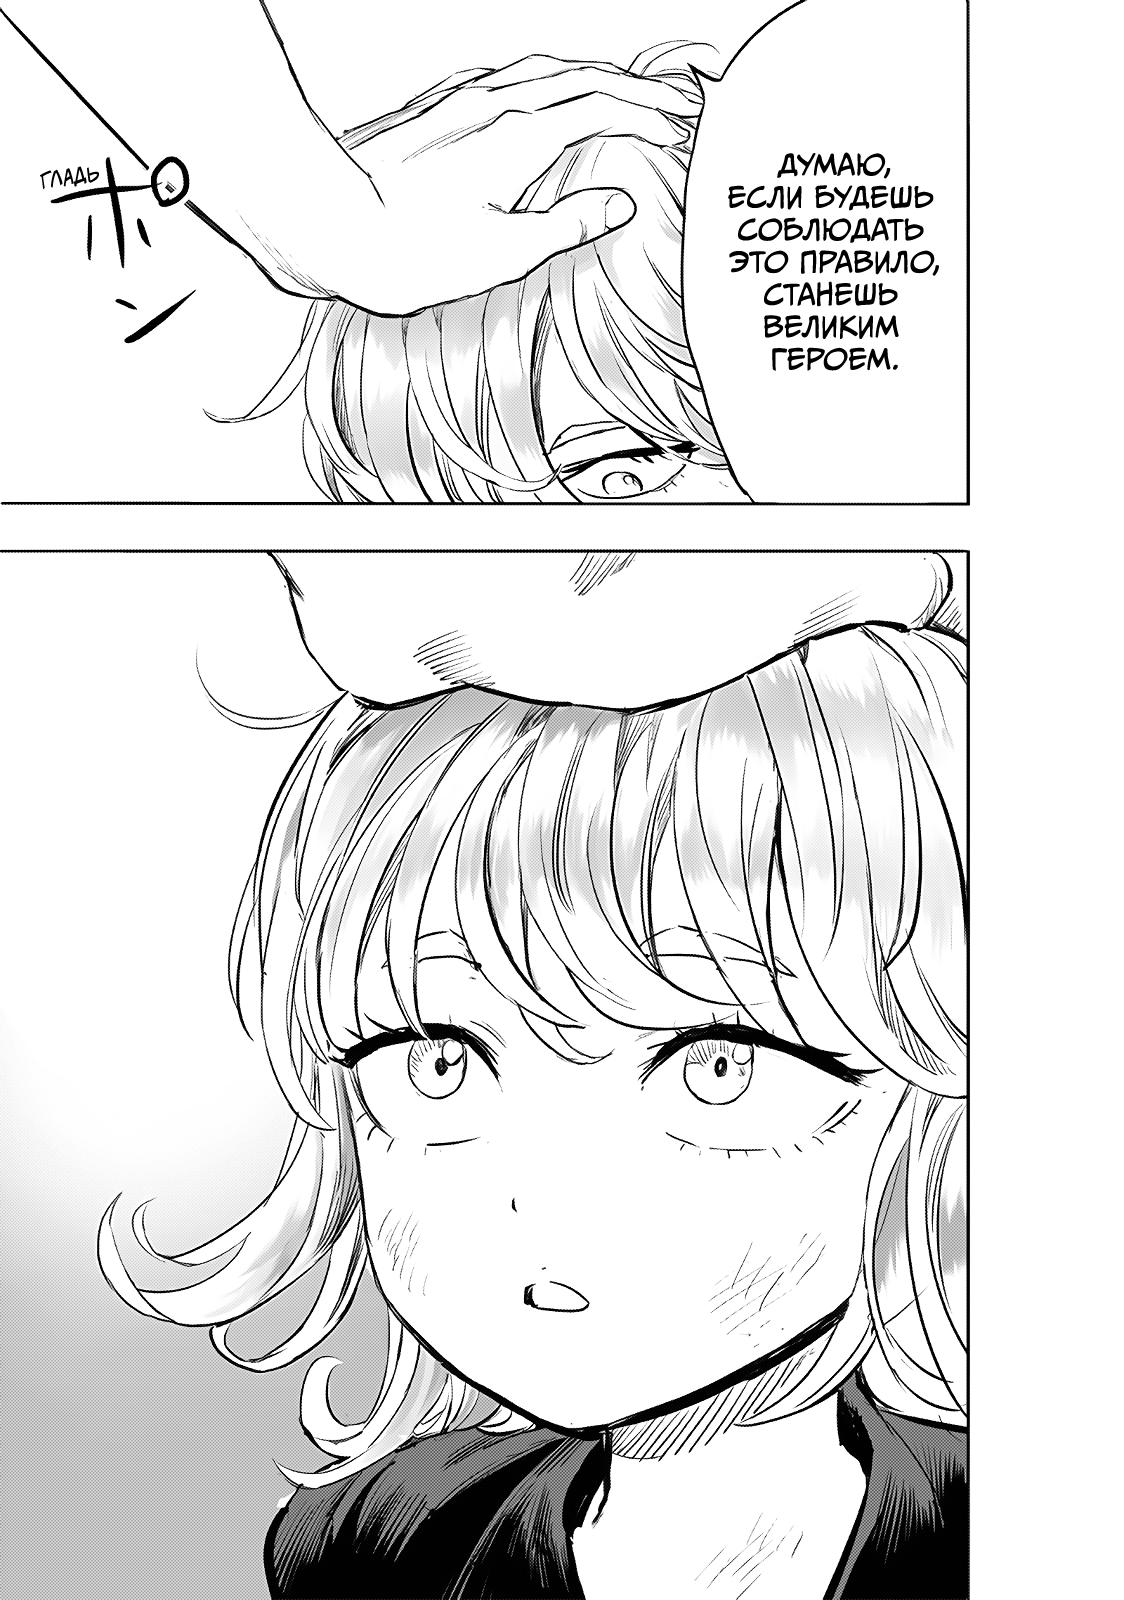 ДУМАЮ,
ЕСЛИ БУДЕШЬ
СОБЛЮДАТЬ
ЭТО ПРАВИЛО,
СТАНЕШЬ
ВЕЛИКИМ
ГЕРОЕМ.
ГЛАДЬ
ポン